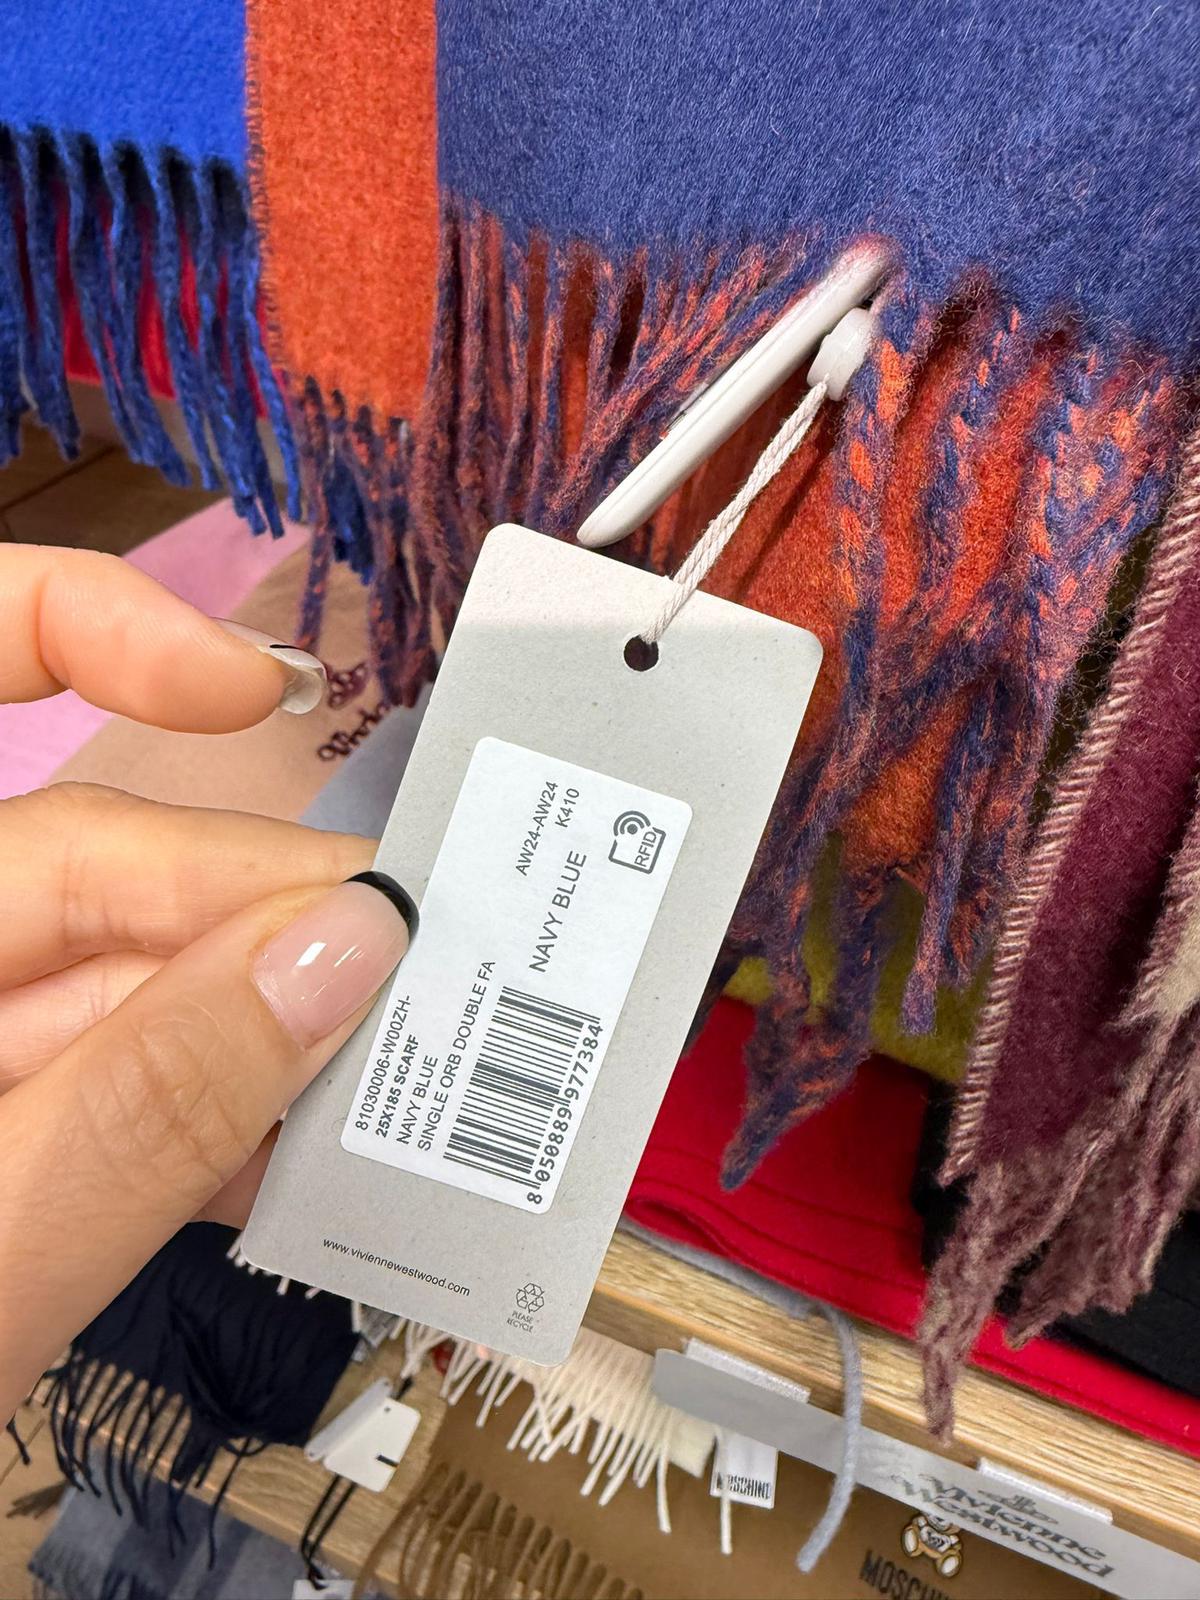 81030006-W00ZH-
25X185 SCARF
NAVY BLUE
SINGLE ORB DOUBLE FA
AW24-AW24
NAVY BLUE K410
RFID
8 050889 977384
www.viviennewestwood.com
PLEASE
RECYCLE
MOSCHINO
Vivienne
Westwood